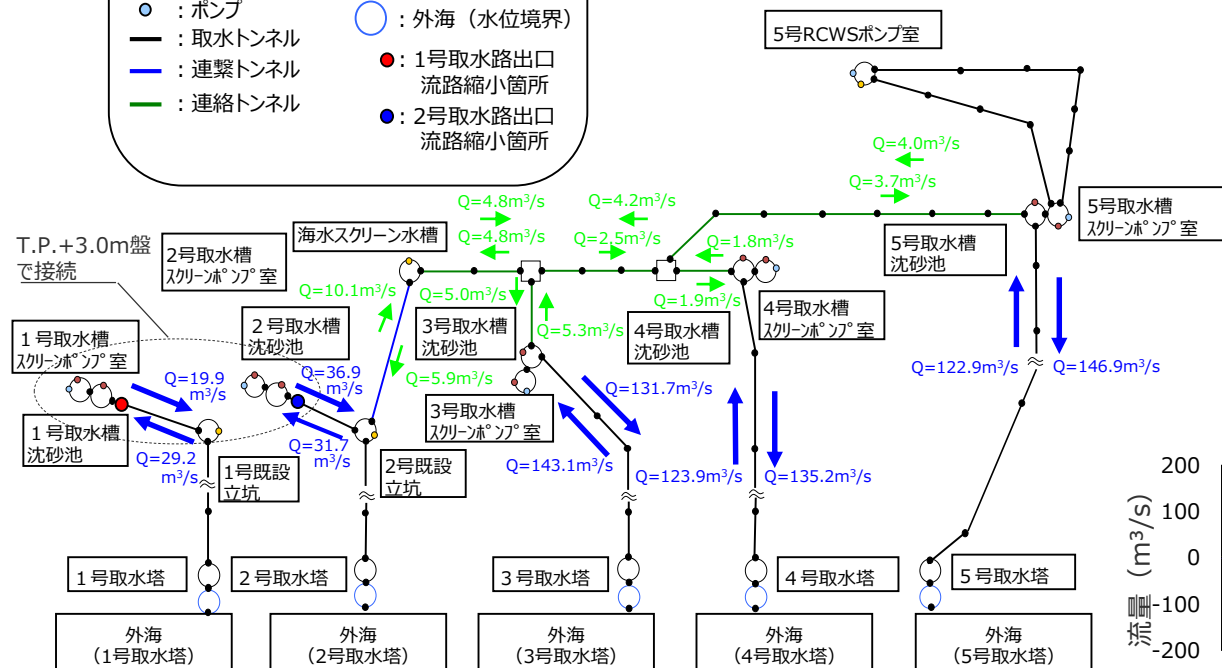 ：ポンプ
：取水トンネル
：連繋トンネル
：連絡トンネル
：外海（水位境界）
：1号取水路出口
流路縮小箇所
：2号取水路出口
流路縮小箇所
5号RCWSポンプ室
Q=4.0m³/s
Q=3.7m³/s
Q=4.8m³/s
Q=4.2m³/s
Q=4.8m³/s
Q=2.5m³/s
Q=1.8m³/s
Q=1.9m³/s
5号取水槽
スクリーンポンプ室
5号取水槽
沈砂池
T.P.+3.0m盤
で接続
2号取水槽
スクリーンポンプ室
海水スクリーン水槽
Q=10.1m³/s
Q=5.0m³/s
Q=5.3m³/s
Q=5.9m³/s
3号取水槽
沈砂池
4号取水槽
沈砂池
4号取水槽
スクリーンポンプ室
1号取水槽
スクリーンポンプ室
２号取水槽
沈砂池
Q=19.9
m³/s
Q=36.9
m³/s
Q=131.7m³/s
Q=122.9m³/s
Q=146.9m³/s
3号取水槽
スクリーンポンプ室
1号取水槽
沈砂池
Q=29.2
m³/s
Q=31.7
m³/s
1号既設
立坑
2号既設
立坑
Q=143.1m³/s
Q=123.9m³/s
Q=135.2m³/s
1号取水塔
２号取水塔
３号取水塔
４号取水塔
５号取水塔
外海
（1号取水塔）
外海
（2号取水塔）
外海
（3号取水塔）
外海
（4号取水塔）
外海
（5号取水塔）
流量（m³/s）
200
100
0
-100
-200